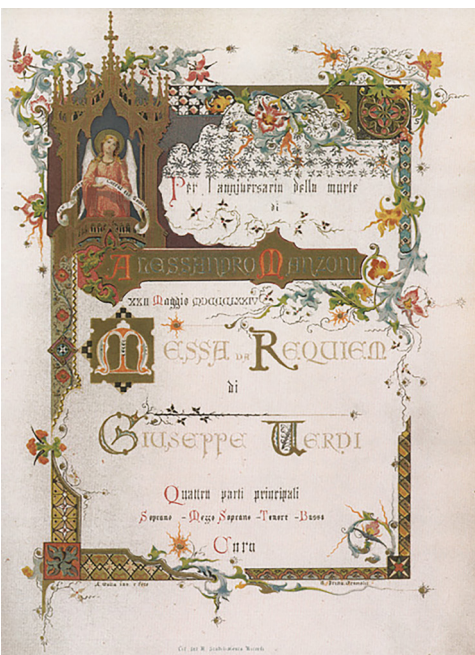 Per l'anniversario della morte
di
ALESSANDRO MANZONI
XXII Maggio MDCCCLXXIV
MESSA DA REQUIEM
di
GIUSEPPE VERDI
Quattro parti principali
Soprano - Mezzo Soprano - Tenore - Basso
Coro